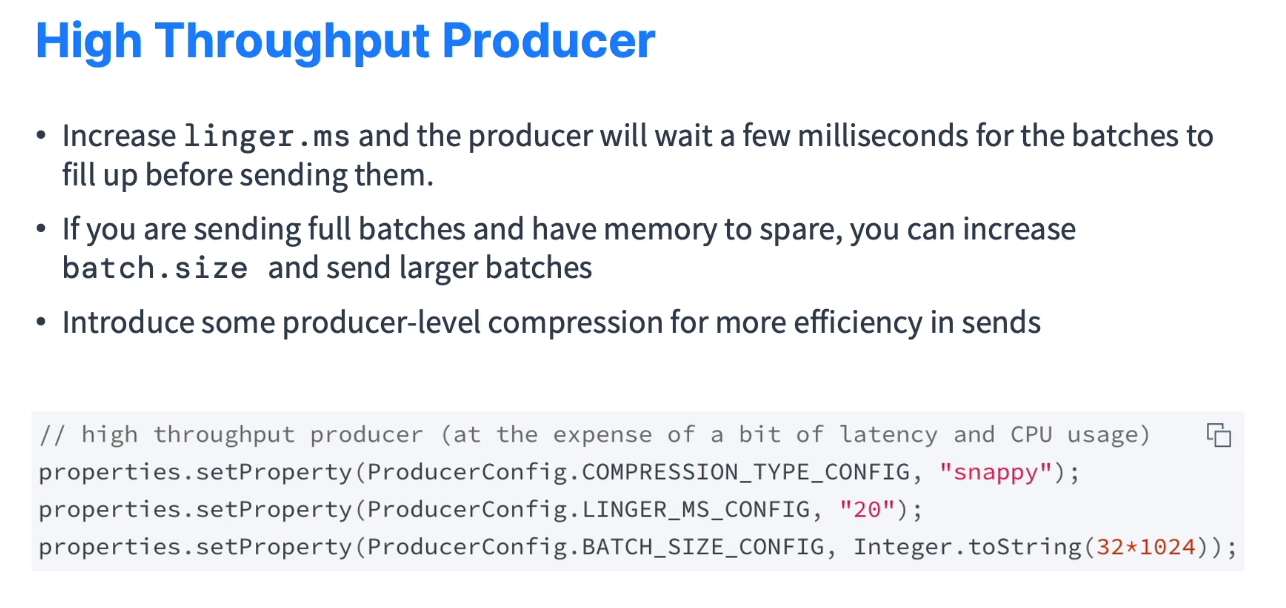 High Throughput Producer
• Increase linger.ms and the producer will wait a few milliseconds for the batches to
fill up before sending them.
• If you are sending full batches and have memory to spare, you can increase
batch.size and send larger batches
• Introduce some producer-level compression for more efficiency in sends
// high throughput producer (at the expense of a bit of latency and CPU usage)
properties.setProperty(ProducerConfig.COMPRESSION_TYPE_CONFIG, "snappy");
properties.setProperty(ProducerConfig.LINGER_MS_CONFIG, "20");
properties.setProperty(ProducerConfig.BATCH_SIZE_CONFIG, Integer.toString(32*1024));